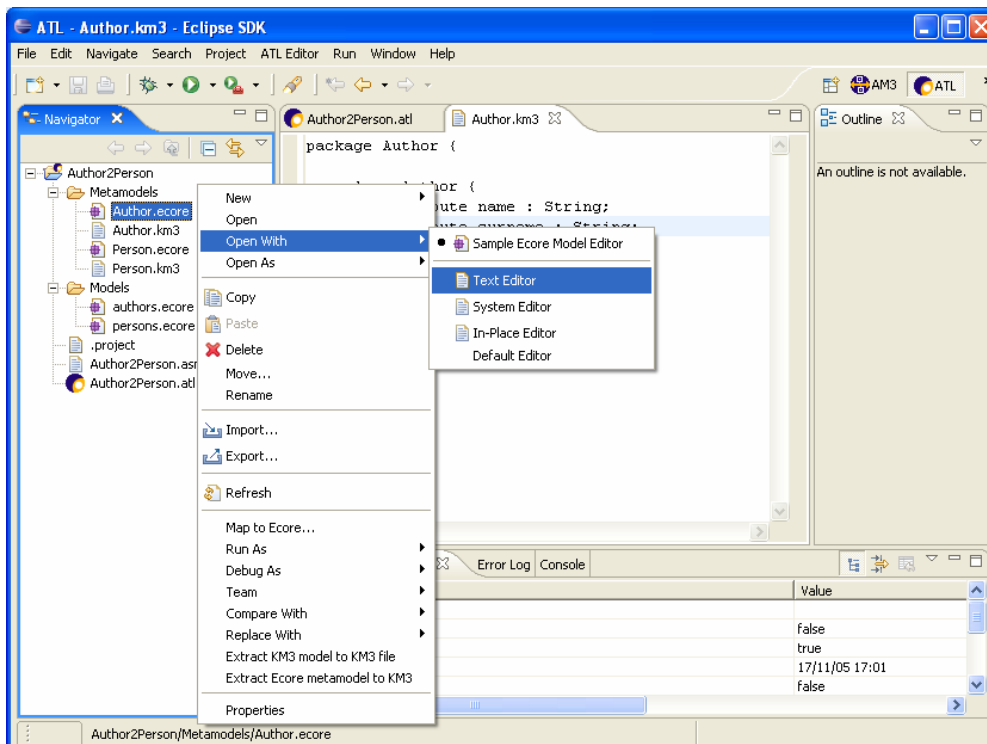 ATL - Author.km3 - Eclipse SDK
File Edit Navigate Search Project ATL Editor Run Window Help
AM3 ATL
Navigator
Author2Person.atl
Author.km3
Outline
Author2Person
Metamodels
Author.ecore
Author.km3
Person.ecore
Person.km3
Models
authors.ecore
persons.ecore
.project
Author2Person.asm
Author2Person.atl
package Author {
name : String;
surname : String;
An outline is not available.
New
Open
Open With
Open As
Copy
Paste
Delete
Move...
Rename
Import...
Export...
Refresh
Map to Ecore...
Run As
Debug As
Team
Compare With
Replace With
Extract KM3 model to KM3 file
Extract Ecore metamodel to KM3
Properties
Sample Ecore Model Editor
Text Editor
System Editor
In-Place Editor
Default Editor
Error Log
Console
Value
false
true
17/11/05 17:01
false
Author2Person/Metamodels/Author.ecore